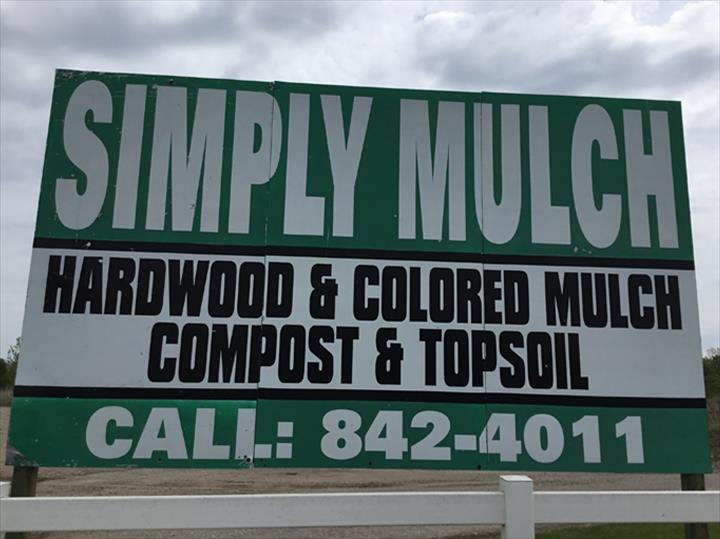 SIMPLY MULCH
HARDWOOD & COLORED MULCH
COMPOST & TOPSOIL
CALL: 842-4011